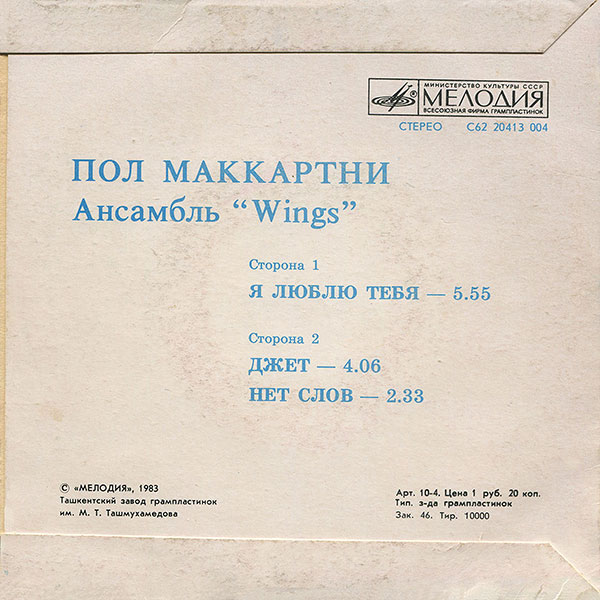 МИНИСТЕРСТВО КУЛЬТУРЫ СССР
МЕЛОДИЯ
ВСЕСОЮЗНАЯ ФИРМА ГРАМПЛАСТИНОК
СТЕРЕО С62 20413 004
ПОЛ МАККАРТНИ
Ансамбль “Wings”
Сторона 1
Я ЛЮБЛЮ ТЕБЯ — 5.55
Сторона 2
ДЖЕТ — 4.06
НЕТ СЛОВ — 2.33
© «МЕЛОДИЯ», 1983
Ташкентский завод грампластинок
им. М. Т. Ташмухамедова
Арт. 10-4. Цена 1 руб. 20 коп.
Тип. з-да грампластинок
Зак. 46. Тир. 10000